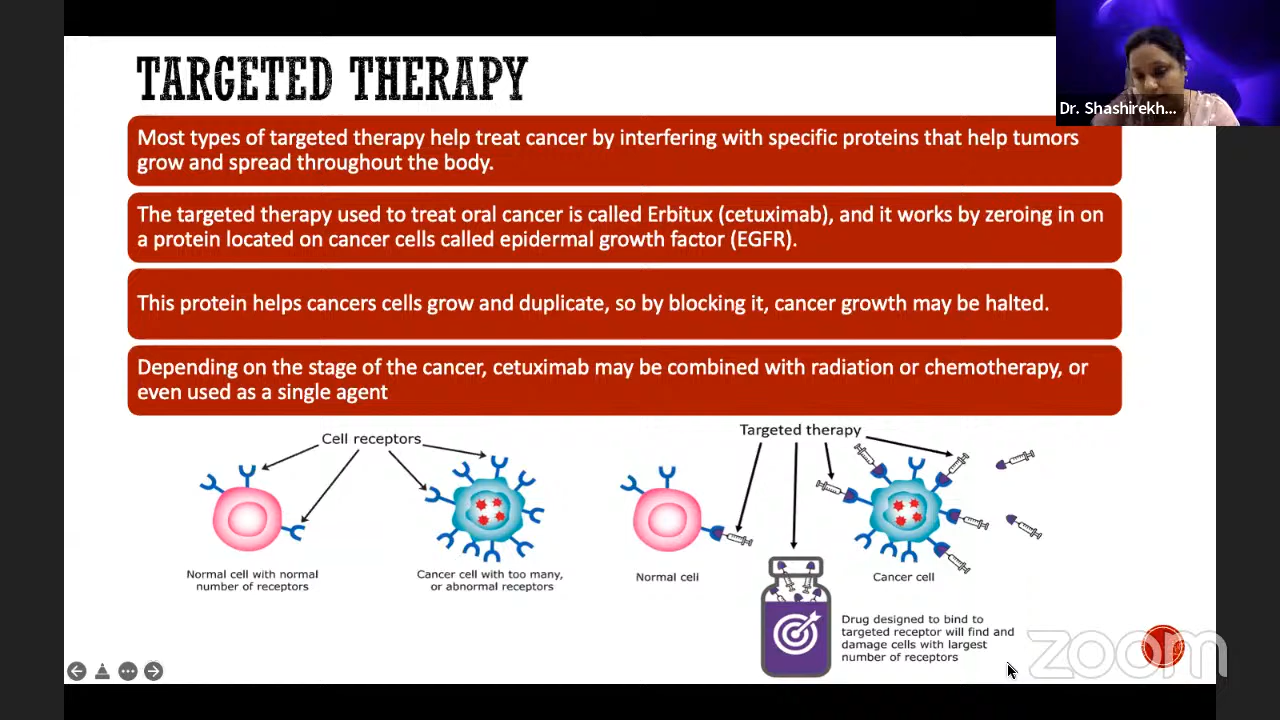 TARGETED THERAPY
Dr. Shashirekh...
Most types of targeted therapy help treat cancer by interfering with specific proteins that help tumors
grow and spread throughout the body.
The targeted therapy used to treat oral cancer is called Erbitux (cetuximab), and it works by zeroing in on
a protein located on cancer cells called epidermal growth factor (EGFR).
This protein helps cancers cells grow and duplicate, so by blocking it, cancer growth may be halted.
Depending on the stage of the cancer, cetuximab may be combined with radiation or chemotherapy, or
even used as a single agent
Cell receptors
Normal cell with normal
number of receptors
Cancer cell with too many,
or abnormal receptors
Targeted therapy
Normal cell
Cancer cell
Drug designed to bind to
targeted receptor will find and
damage cells with largest
number of receptors
zoom